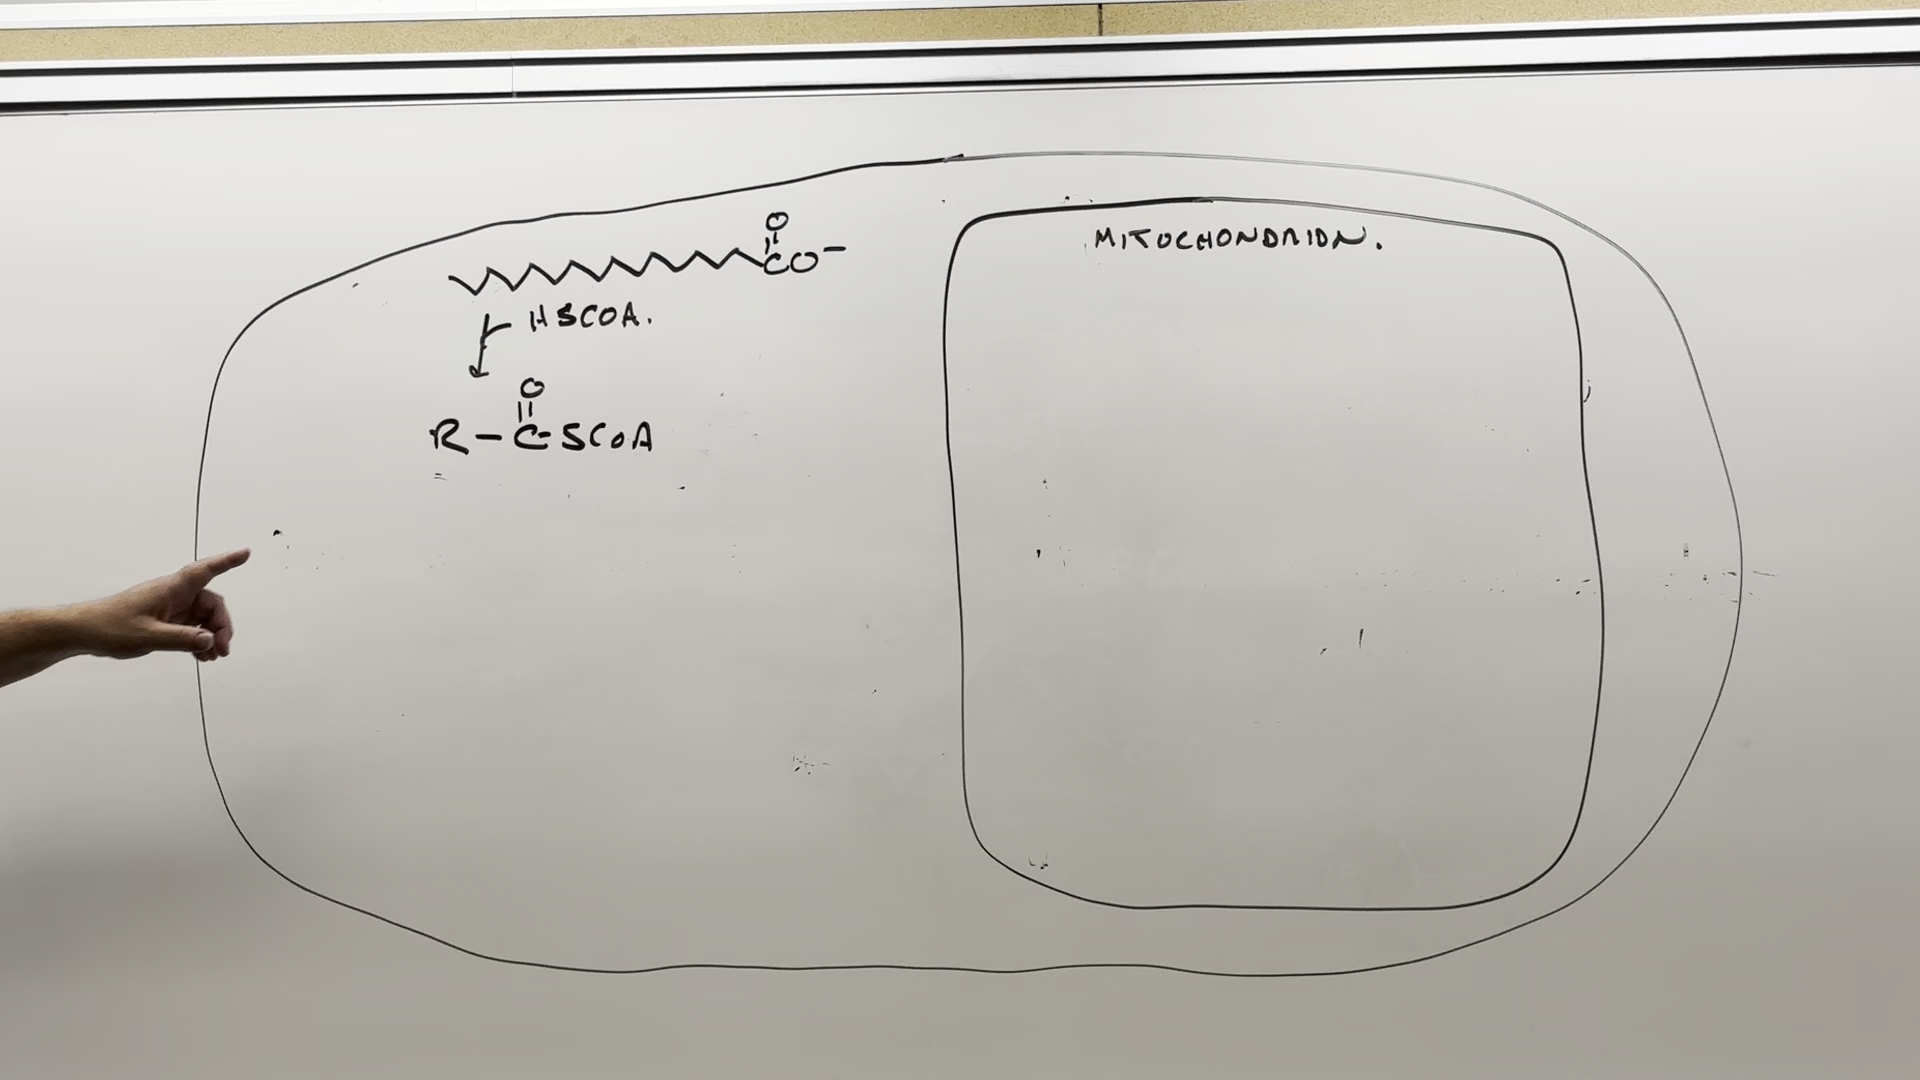 O
||
CO-
MITOCHONDRION.
HSCOA.
O
||
R-C-SCOA